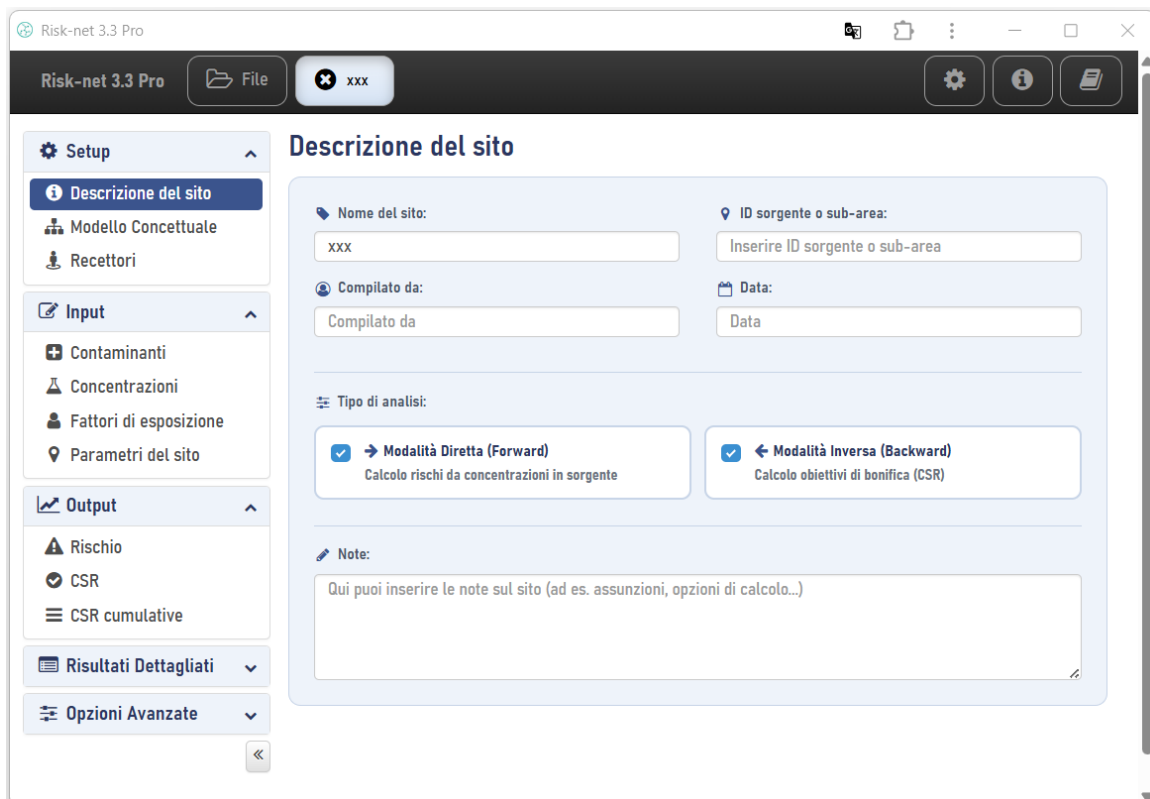 Risk-net 3.3 Pro
Risk-net 3.3 Pro File xxx
Setup
Descrizione del sito
Modello Concettuale
Recettori
Input
Contaminanti
Concentrazioni
Fattori di esposizione
Parametri del sito
Output
Rischio
CSR
CSR cumulative
Risultati Dettagliati
Opzioni Avanzate
Descrizione del sito
Nome del sito:
xxx
ID sorgente o sub-area:
Inserire ID sorgente o sub-area
Compilato da:
Compilato da
Data:
Data
Tipo di analisi:
Modalità Diretta (Forward)
Calcolo rischi da concentrazioni in sorgente
Modalità Inversa (Backward)
Calcolo obiettivi di bonifica (CSR)
Note:
Qui puoi inserire le note sul sito (ad es. assunzioni, opzioni di calcolo...)